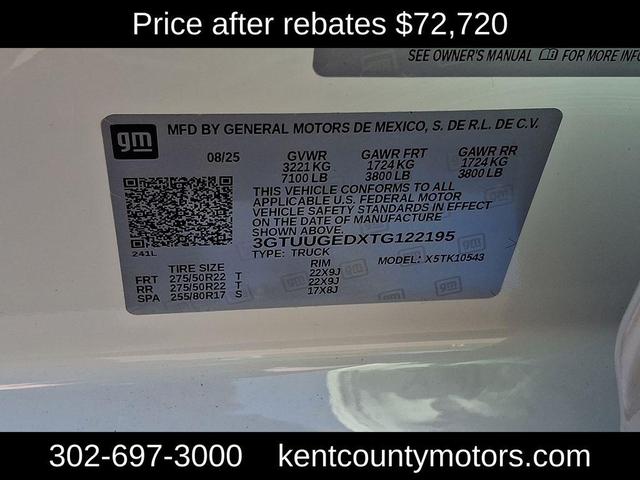 Price after rebates $72,720
SEE OWNER'S MANUAL FOR MORE INFO
gm
MFD BY GENERAL MOTORS DE MEXICO, S. DE R.L. DE C.V.
08/25 GVWR GAWR FRT GAWR RR
3221 KG 1724 KG 1724 KG
7100 LB 3800 LB 3800 LB
THIS VEHICLE CONFORMS TO ALL
APPLICABLE U.S. FEDERAL MOTOR
VEHICLE SAFETY STANDARDS IN EFFECT
ON THE DATE OF MANUFACTURE
SHOWN ABOVE.
3GTUUGEDXTG122195
241L TYPE: TRUCK MODEL: X5TK10543
TIRE SIZE RIM
FRT 275/50R22 T 22X9J
RR 275/50R22 T 22X9J
SPA 255/80R17 S 17X8J
302-697-3000 kentcountymotors.com